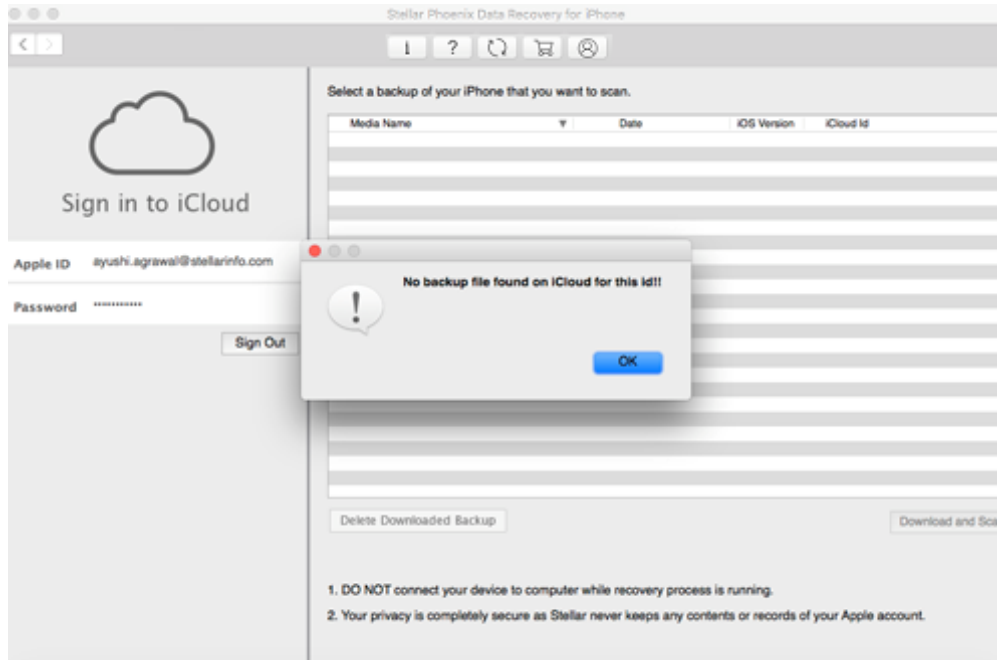 Stellar Phoenix Data Recovery for iPhone
i ?
Sign in to iCloud
Apple ID ayushi.agrawal@stellarinfo.com
Password ••••••••••••
Sign Out
Select a backup of your iPhone that you want to scan.
Media Name Date iOS Version iCloud Id
No backup file found on iCloud for this id!!
OK
Delete Downloaded Backup
Download and Sca
1. DO NOT connect your device to computer while recovery process is running.
2. Your privacy is completely secure as Stellar never keeps any contents or records of your Apple account.